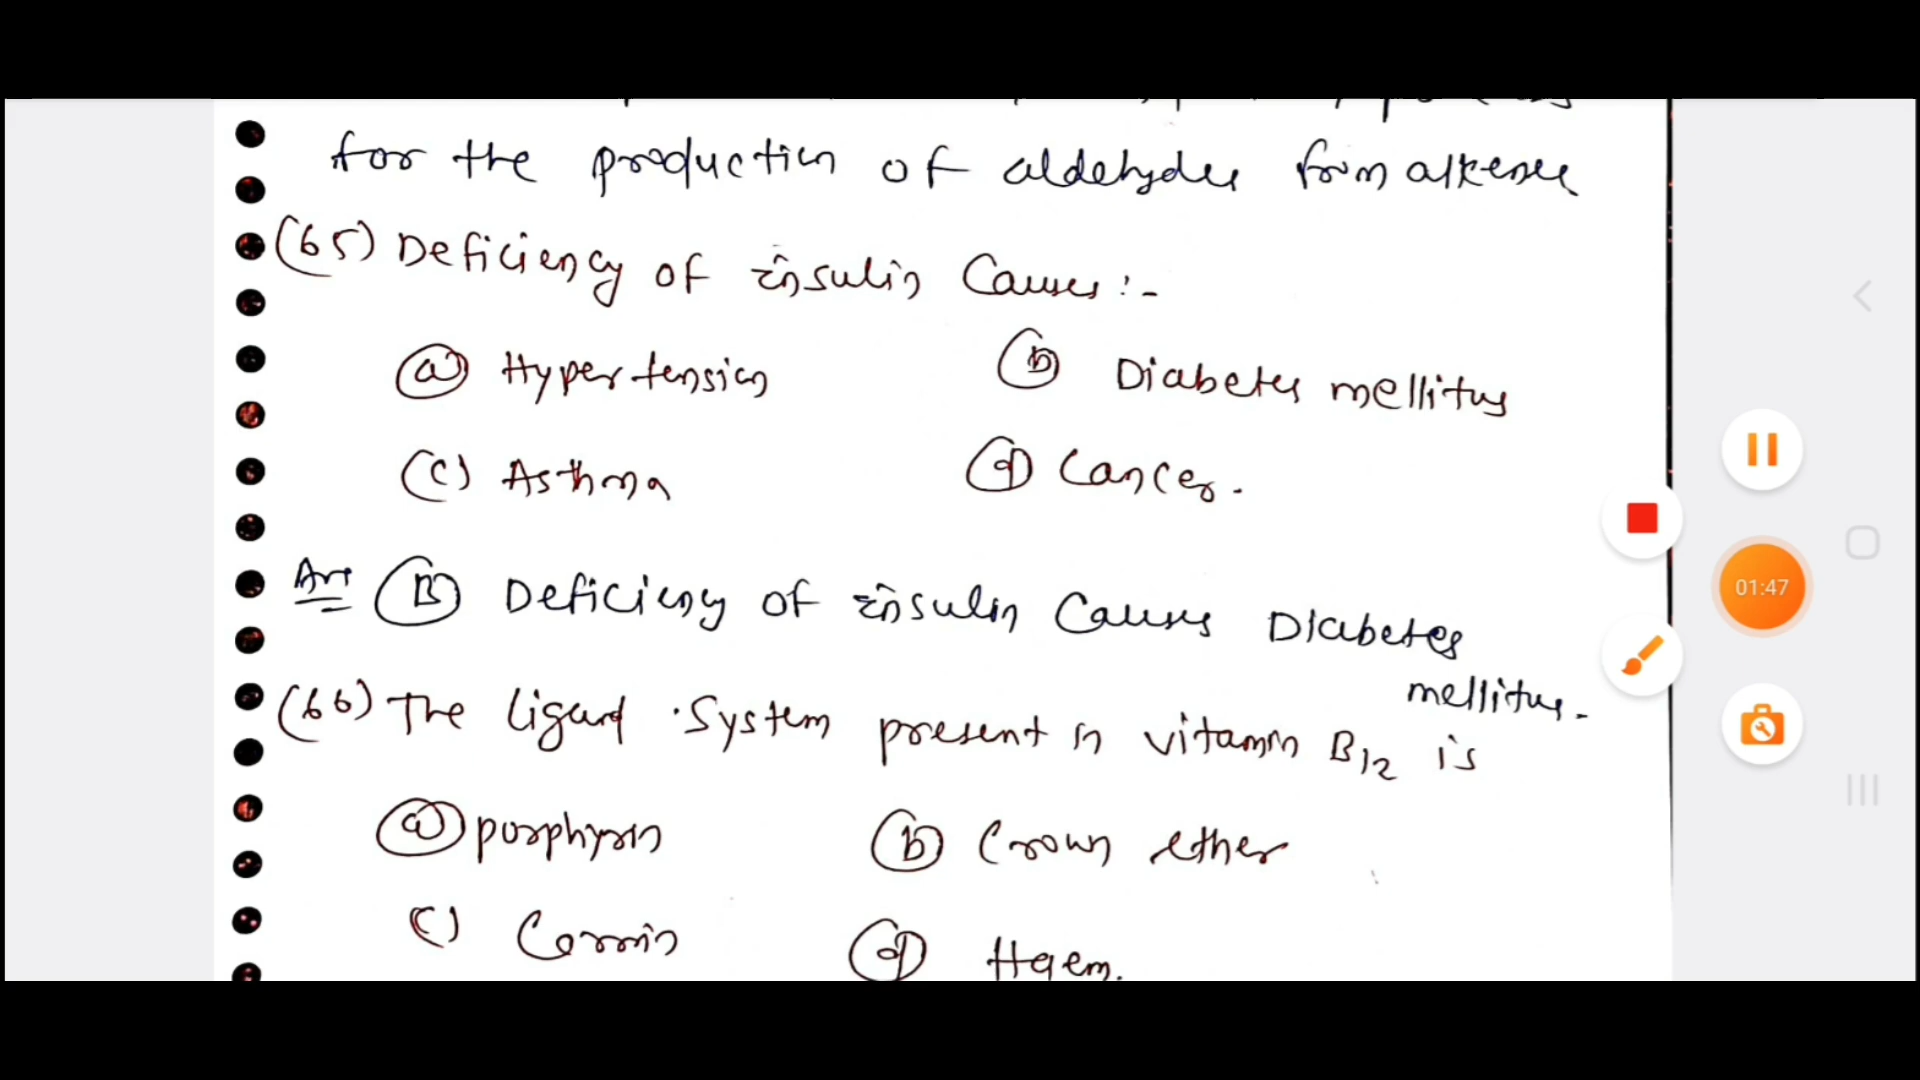 for the production of aldehydes from alkenes
(65) Deficiency of insulin Causes :-
(a) Hypertension (b) Diabetes mellitus
(c) Asthma (d) Cancer.
Ans (B) Deficiency of insulin Causes Diabetes
mellitus.
(66) The ligand system present in vitamin B12 is
(a) porphyrin (b) Crown ether
(c) Corrin (d) Haem.
01:47